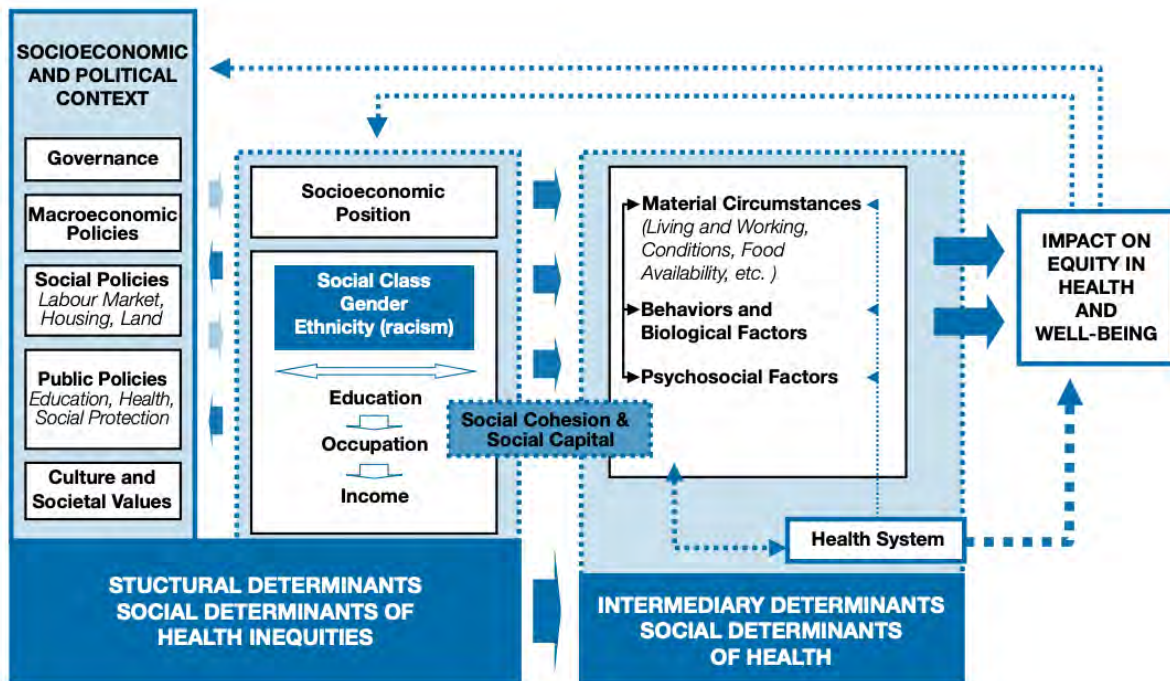 SOCIOECONOMIC
AND POLITICAL
CONTEXT
Governance
Macroeconomic
Policies
Social Policies
Labour Market,
Housing, Land
Public Policies
Education, Health,
Social Protection
Culture and
Societal Values
Socioeconomic
Position
Social Class
Gender
Ethnicity (racism)
Education
Occupation
Income
Social Cohesion &
Social Capital
Material Circumstances
(Living and Working,
Conditions, Food
Availability, etc. )
Behaviors and
Biological Factors
Psychosocial Factors
Health System
IMPACT ON
EQUITY IN
HEALTH
AND
WELL-BEING
STUCTURAL DETERMINANTS
SOCIAL DETERMINANTS OF
HEALTH INEQUITIES
INTERMEDIARY DETERMINANTS
SOCIAL DETERMINANTS
OF HEALTH